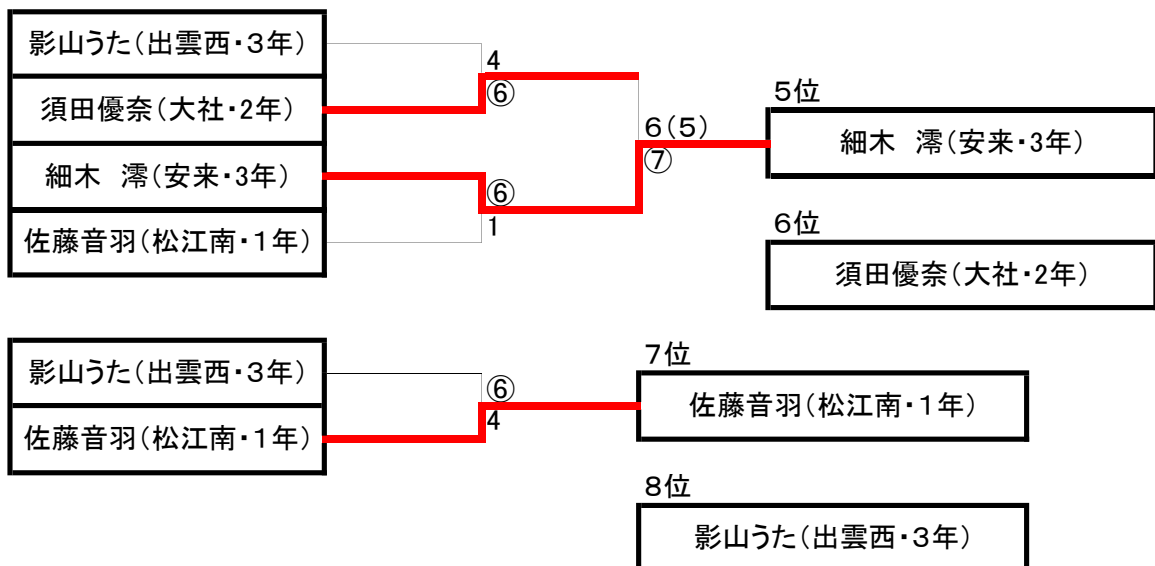 影山うた(出雲西・３年)
4
⑥
須田優奈(大社・2年)
5位
6(5)
⑦
細木　澪(安来・3年)
細木　澪(安来・3年)
⑥
1
佐藤音羽(松江南・１年)
6位
須田優奈(大社・2年)
影山うた(出雲西・３年)
7位
⑥
4
佐藤音羽(松江南・１年)
佐藤音羽(松江南・１年)
8位
影山うた(出雲西・３年)